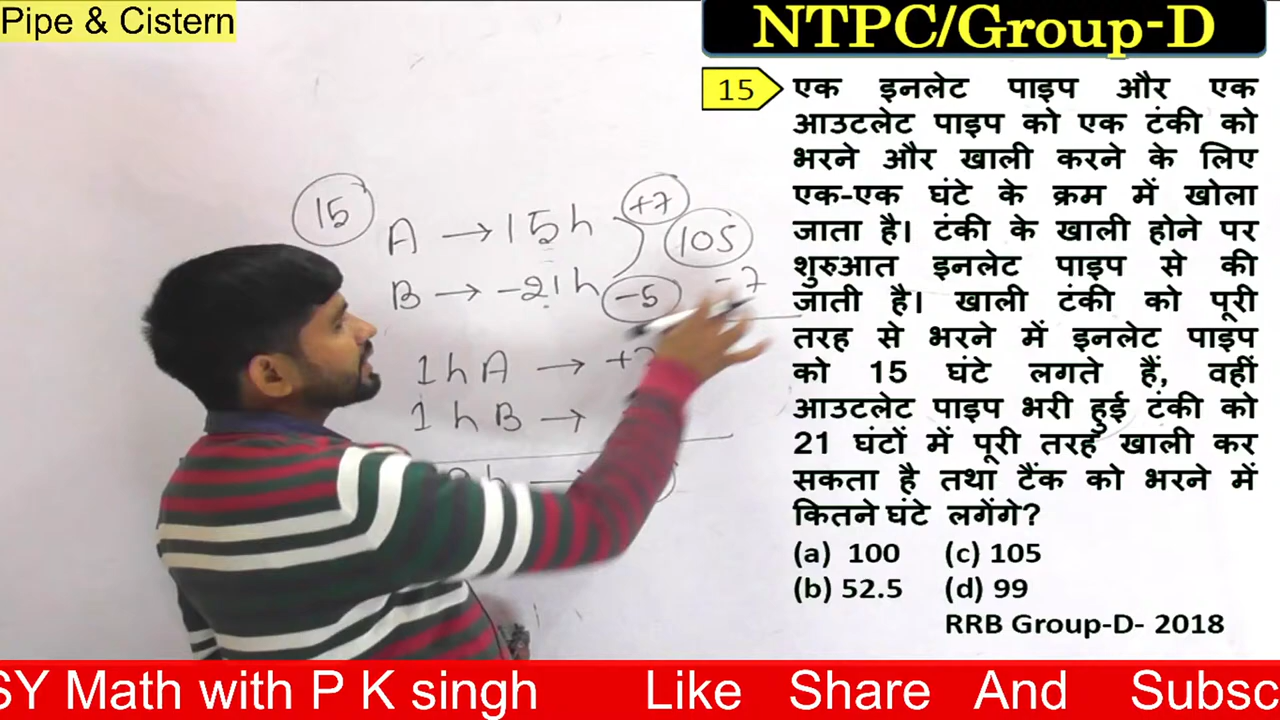 Pipe & Cistern
NTPC/Group-D
15
एक इनलेट पाइप और एक
आउटलेट पाइप को एक टंकी को
भरने और खाली करने के लिए
एक-एक घंटे के क्रम में खोला
जाता है। टंकी के खाली होने पर
शुरुआत इनलेट पाइप से की
जाती है। खाली टंकी को पूरी
तरह से भरने में इनलेट पाइप
को 15 घंटे लगते हैं, वहीं
आउटलेट पाइप भरी हुई टंकी को
21 घंटों में पूरी तरह खाली कर
सकता है तथा टैंक को भरने में
कितने घंटे लगेंगे?
(a) 100 (c) 105
(b) 52.5 (d) 99
RRB Group-D- 2018
15
A → 15h +7
105
B → -21h -5 -7
1h A →
1h B →
SY Math with P K singh Like Share And Subsc